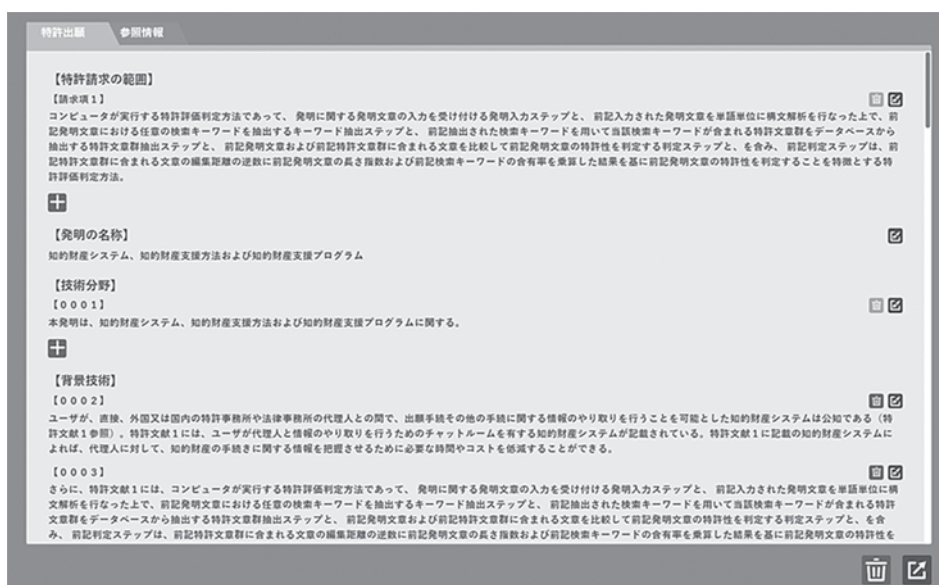 特許出願
参照情報
【特許請求の範囲】
【請求項1】
コンピュータが実行する特許評価判定方法であって、 発明に関する発明文章の入力を受け付ける発明入力ステップと、 前記入力された発明文章を単語単位に構文解析を行なった上で、前
記発明文章における任意の検索キーワードを抽出するキーワード抽出ステップと、 前記抽出された検索キーワードを用いて当該検索キーワードが含まれる特許文章群をデータベースから
抽出する特許文章群抽出ステップと、 前記発明文章および前記特許文章群に含まれる文章を比較して前記発明文章の特許性を判定する判定ステップと、を含み、 前記判定ステップは、前
記特許文章群に含まれる文章の編集距離の逆数に前記発明文章の長さ指数および前記検索キーワードの含有率を乗算した結果を基に前記発明文章の特許性を判定することを特徴とする特
許評価判定方法。
【発明の名称】
知的財産システム、知的財産支援方法および知的財産支援プログラム
【技術分野】
【0001】
本発明は、知的財産システム、知的財産支援方法および知的財産支援プログラムに関する。
【背景技術】
【0002】
ユーザが、直接、外国又は国内の特許事務所や法律事務所の代理人との間で、出願手続その他の手続に関する情報のやり取りを行うことを可能とした知的財産システムは公知である（特
許文献1参照）。特許文献1には、ユーザが代理人と情報のやり取りを行うためのチャットルームを有する知的財産システムが記載されている。特許文献1に記載の知的財産システムに
よれば、代理人に対して、知的財産の手続きに関する情報を把握させるために必要な時間やコストを低減することができる。
【0003】
さらに、特許文献1には、コンピュータが実行する特許評価判定方法であって、 発明に関する発明文章の入力を受け付ける発明入力ステップと、 前記入力された発明文章を単語単位に構
文解析を行なった上で、前記発明文章における任意の検索キーワードを抽出するキーワード抽出ステップと、 前記抽出された検索キーワードを用いて当該検索キーワードが含まれる特許
文章群をデータベースから抽出する特許文章群抽出ステップと、 前記発明文章および前記特許文章群に含まれる文章を比較して前記発明文章の特許性を判定する判定ステップと、を含
み、 前記判定ステップは、前記特許文章群に含まれる文章の編集距離の逆数に前記発明文章の長さ指数および前記検索キーワードの含有率を乗算した結果を基に前記発明文章の特許性を